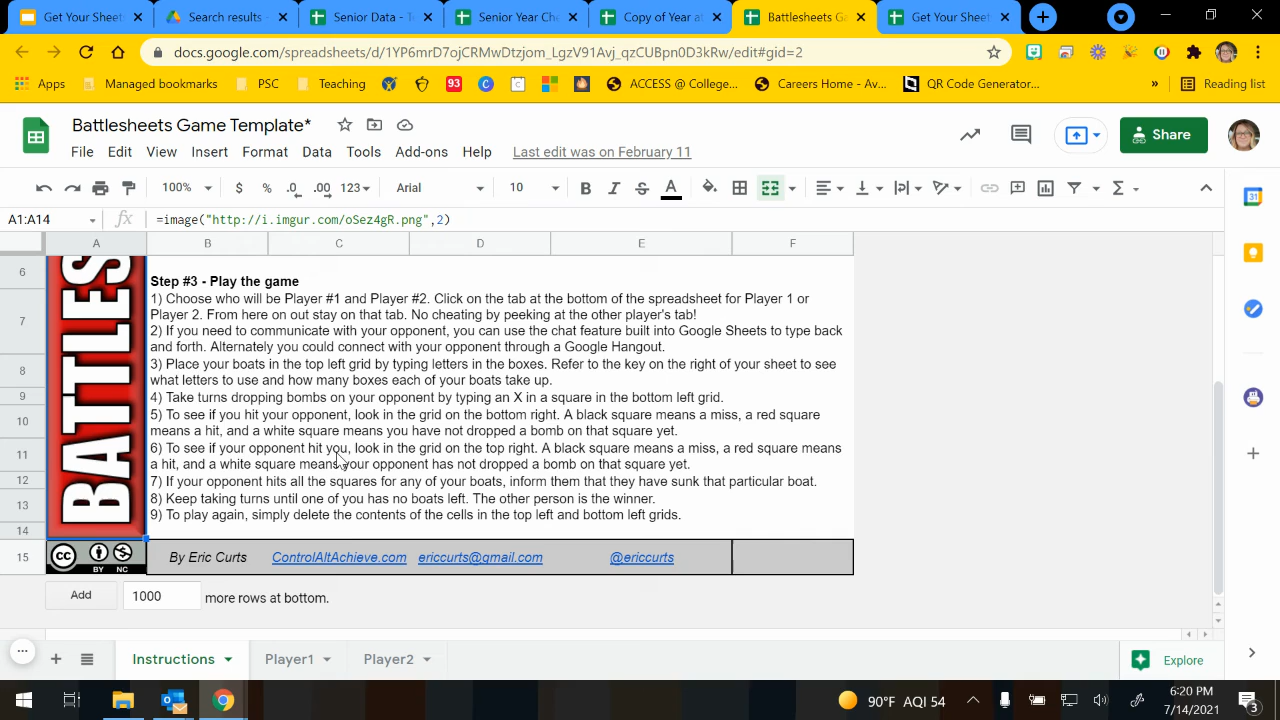 Get Your Sheet
Search results -
Senior Data - T
Senior Year Ch
Copy of Year at
Battlesheets G
Get Your Sheet
docs.google.com/spreadsheets/d/1YP6mrD7ojCRMwDtzjom_LgzV91Avj_qzCUBpn0D3kRw/edit#gid=2
Apps
Managed bookmarks
PSC
Teaching
93
ACCESS @ College...
Careers Home - Av...
QR Code Generator...
»
Reading list
Battlesheets Game Template*
File Edit View Insert Format Data Tools Add-ons Help Last edit was on February 11
Share
100% $ % .0 .00 123 Arial 10 B I S A
A1:A14 fx =image("http://i.imgur.com/oSez4gR.png",2)
A B C D E F
6
7
8
9
10
11
12
13
14
15
BATTLES
Step #3 - Play the game
1) Choose who will be Player #1 and Player #2. Click on the tab at the bottom of the spreadsheet for Player 1 or
Player 2. From here on out stay on that tab. No cheating by peeking at the other player's tab!
2) If you need to communicate with your opponent, you can use the chat feature built into Google Sheets to type back
and forth. Alternately you could connect with your opponent through a Google Hangout.
3) Place your boats in the top left grid by typing letters in the boxes. Refer to the key on the right of your sheet to see
what letters to use and how many boxes each of your boats take up.
4) Take turns dropping bombs on your opponent by typing an X in a square in the bottom left grid.
5) To see if you hit your opponent, look in the grid on the bottom right. A black square means a miss, a red square
means a hit, and a white square means you have not dropped a bomb on that square yet.
6) To see if your opponent hit you, look in the grid on the top right. A black square means a miss, a red square means
a hit, and a white square means your opponent has not dropped a bomb on that square yet.
7) If your opponent hits all the squares for any of your boats, inform them that they have sunk that particular boat.
8) Keep taking turns until one of you has no boats left. The other person is the winner.
9) To play again, simply delete the contents of the cells in the top left and bottom left grids.
cc BY NC
By Eric Curts ControlAltAchieve.com ericcurts@gmail.com @ericcurts
Add 1000 more rows at bottom.
Instructions Player1 Player2
Explore
31
90°F AQI 54
6:20 PM
7/14/2021
3